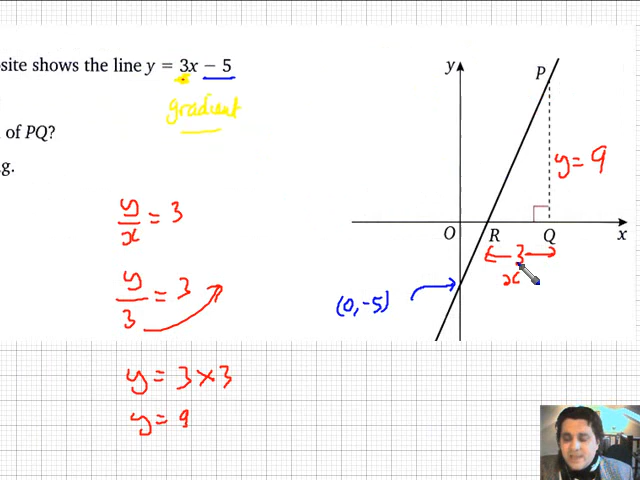 site shows the line y = 3x − 5
gradient
of PQ?
g.
y/x = 3
y/3 = 3
y = 3 × 3
y = 9
y
P
y = 9
O
R
Q
x
3
x
(0, -5)